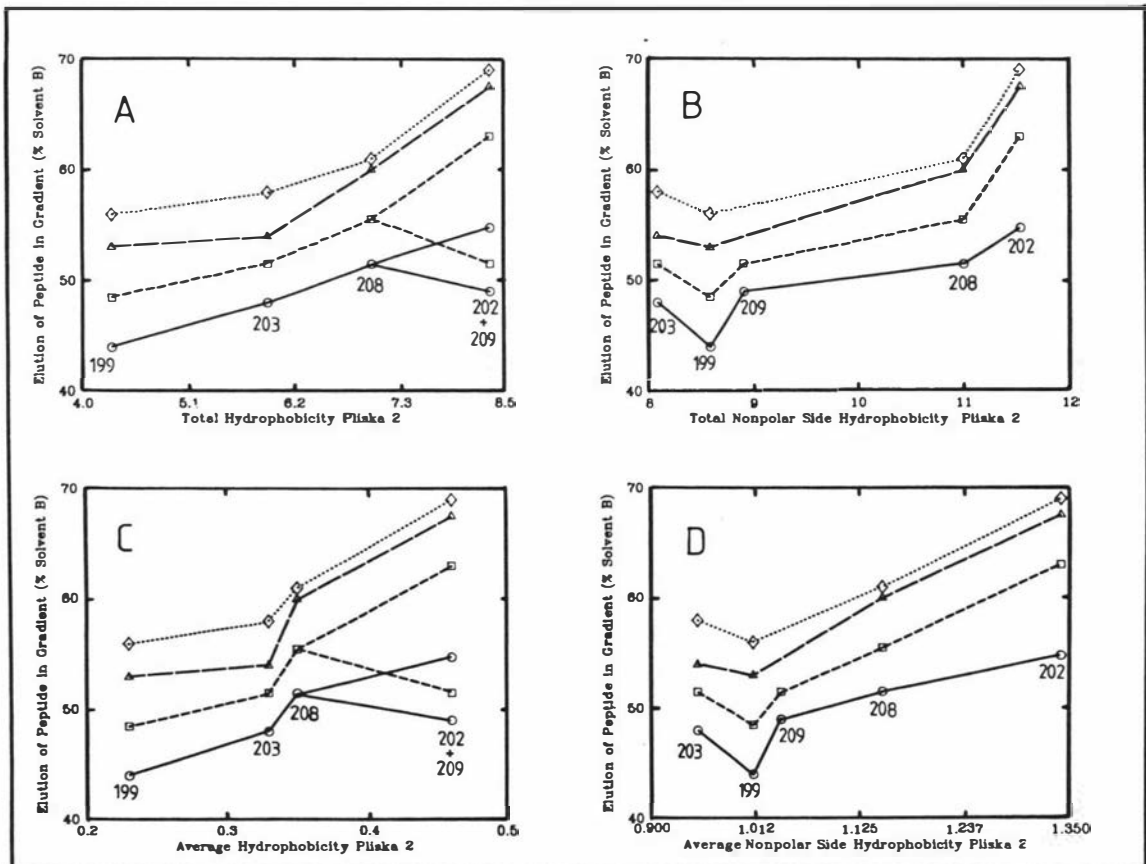 A
Elution of Peptide in Gradient (% Solvent B)
70
60
50
40
199
203
208
202
+
209
4.0 5.1 6.2 7.3 8.5
Total Hydrophobicity Pliska 2
B
Elution of Peptide in Gradient (% Solvent B)
70
60
50
40
203
199
209
208
202
8 9 10 11 12
Total Nonpolar Side Hydrophobicity Pliska 2
C
Elution of Peptide in Gradient (% Solvent B)
70
60
50
40
199
203
208
202
+
209
0.2 0.3 0.4 0.5
Average Hydrophobicity Pliska 2
D
Elution of Peptide in Gradient (% Solvent B)
70
60
50
40
203
199
209
208
202
0.900 1.012 1.125 1.237 1.350
Average Nonpolar Side Hydrophobicity Pliska 2